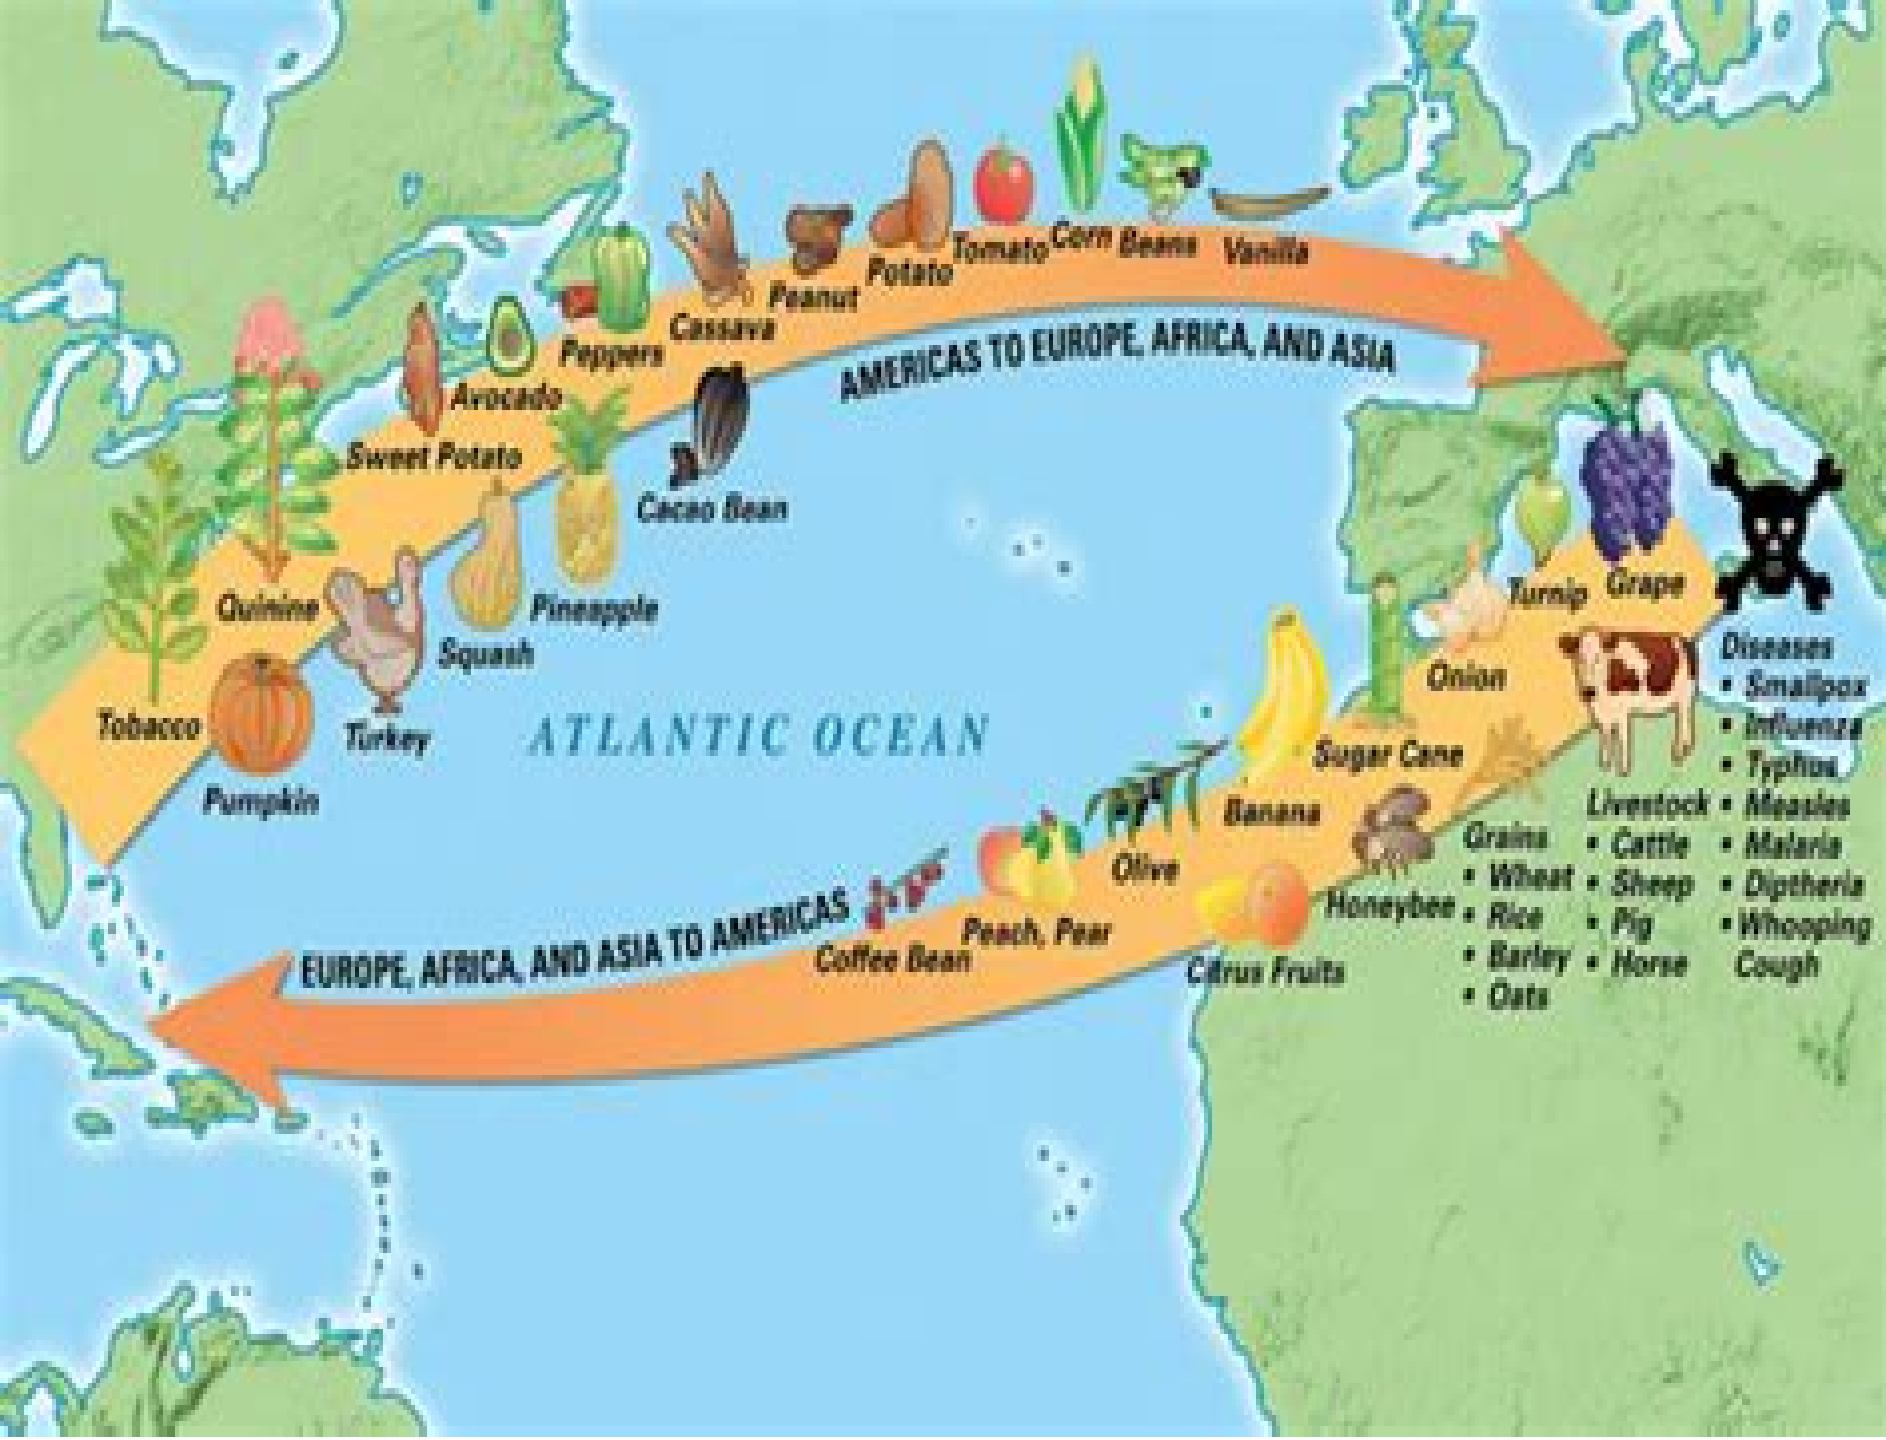 Tomato
Corn
Beans
Vanilla
Potato
Peanut
Cassava
Peppers
Avocado
Sweet Potato
AMERICAS TO EUROPE, AFRICA, AND ASIA
Cacao Bean
Pineapple
Squash
Quinine
Turkey
Tobacco
Pumpkin
ATLANTIC OCEAN
Turnip
Grape
Onion
Sugar Cane
Banana
Olive
Honeybee
Peach, Pear
Citrus Fruits
Coffee Bean
EUROPE, AFRICA, AND ASIA TO AMERICAS
Grains
• Wheat
• Rice
• Barley
• Oats
Livestock
• Cattle
• Sheep
• Pig
• Horse
Diseases
• Smallpox
• Influenza
• Typhus
• Measles
• Malaria
• Diptheria
• Whooping
Cough